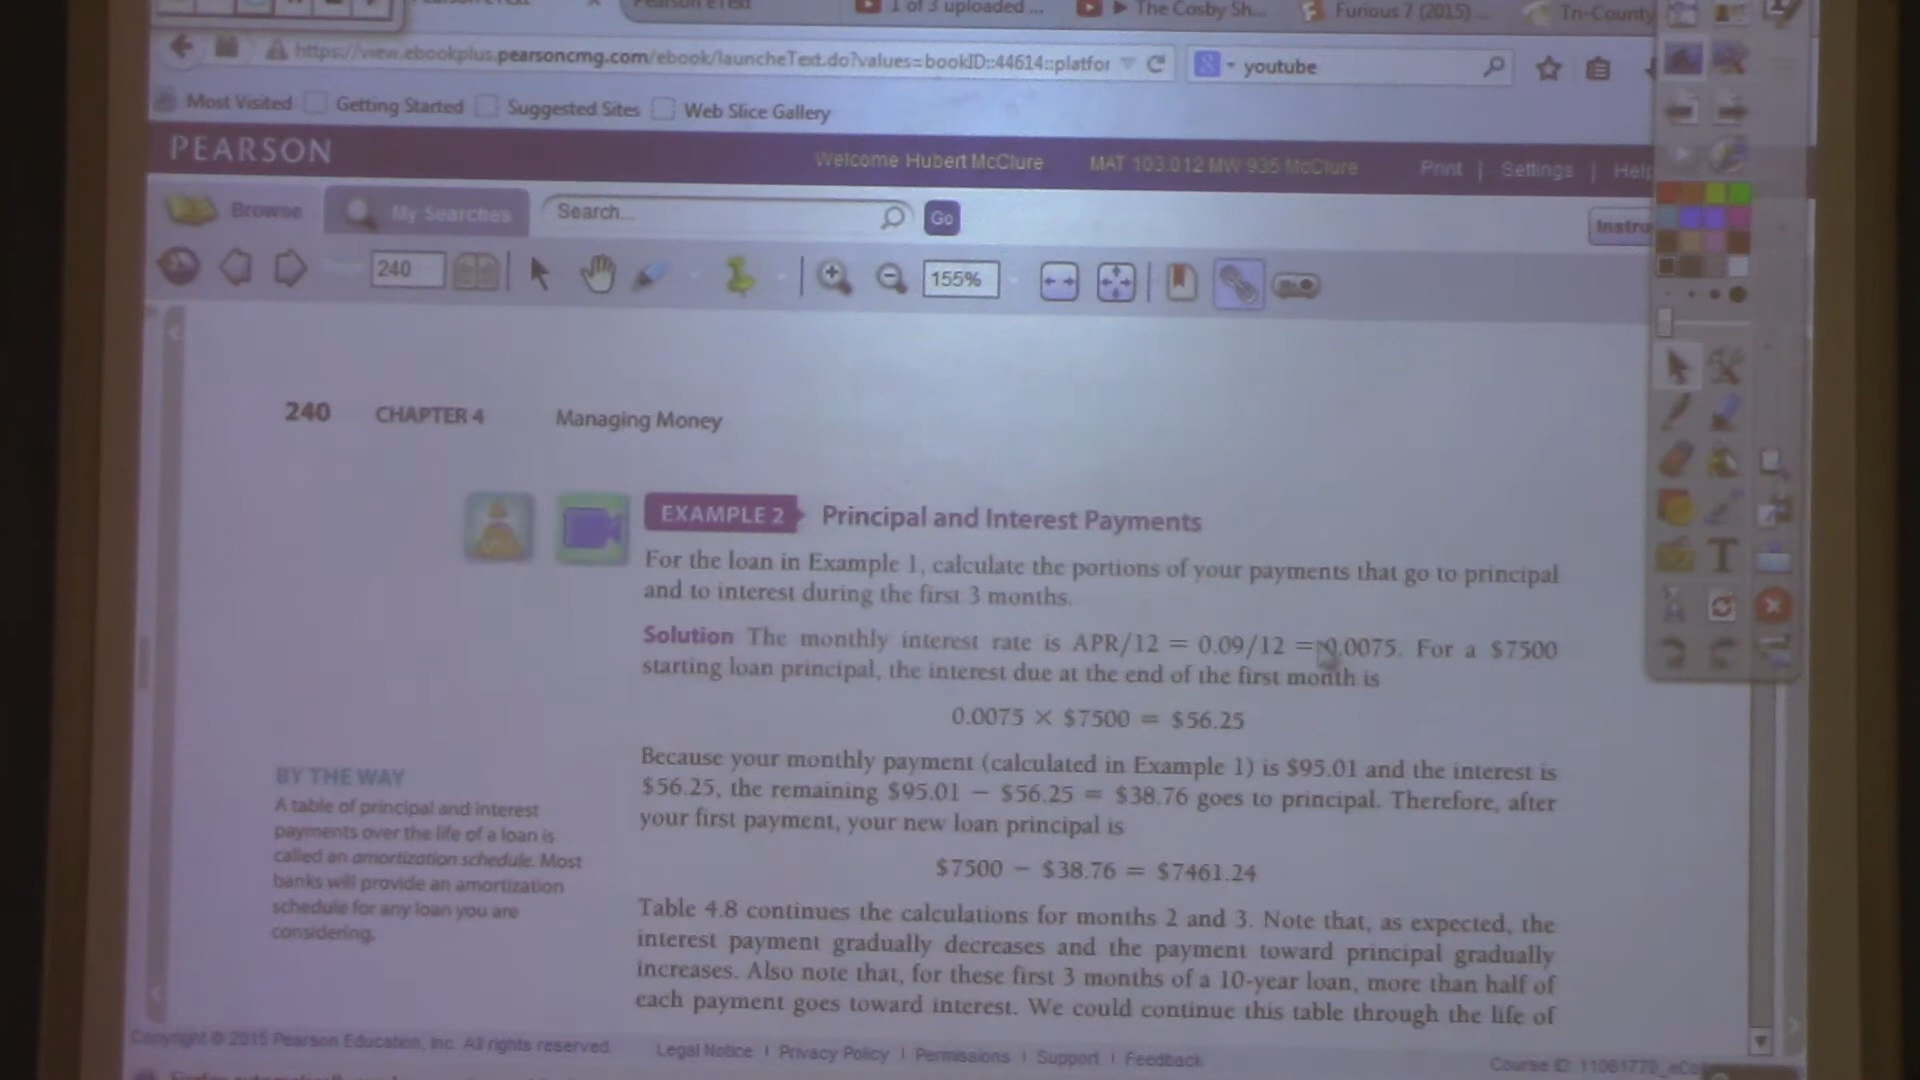 Pearson eText
1 of 3 uploaded ...
The Cosby Sh...
Furious 7 (2015) ...
Tri-County
https://view.ebookplus.pearsoncmg.com/ebook/launcheText.do?values=bookID::44614::platfor
youtube
Most Visited Getting Started Suggested Sites Web Slice Gallery
PEARSON
Welcome Hubert McClure MAT 103.012 MW 935 McClure Print | Settings | Help
Browse My Searches Search... Go
Instru
240 155%
240 CHAPTER 4 Managing Money
EXAMPLE 2 Principal and Interest Payments
For the loan in Example 1, calculate the portions of your payments that go to principal
and to interest during the first 3 months.
Solution The monthly interest rate is APR/12 = 0.09/12 = 0.0075. For a $7500
starting loan principal, the interest due at the end of the first month is
0.0075 × $7500 = $56.25
Because your monthly payment (calculated in Example 1) is $95.01 and the interest is
$56.25, the remaining $95.01 − $56.25 = $38.76 goes to principal. Therefore, after
your first payment, your new loan principal is
$7500 − $38.76 = $7461.24
Table 4.8 continues the calculations for months 2 and 3. Note that, as expected, the
interest payment gradually decreases and the payment toward principal gradually
increases. Also note that, for these first 3 months of a 10-year loan, more than half of
each payment goes toward interest. We could continue this table through the life of
BY THE WAY
A table of principal and interest
payments over the life of a loan is
called an amortization schedule. Most
banks will provide an amortization
schedule for any loan you are
considering.
Copyright © 2015 Pearson Education, Inc. All rights reserved. Legal Notice | Privacy Policy | Permissions | Support | Feedback
Course ID: 11061770